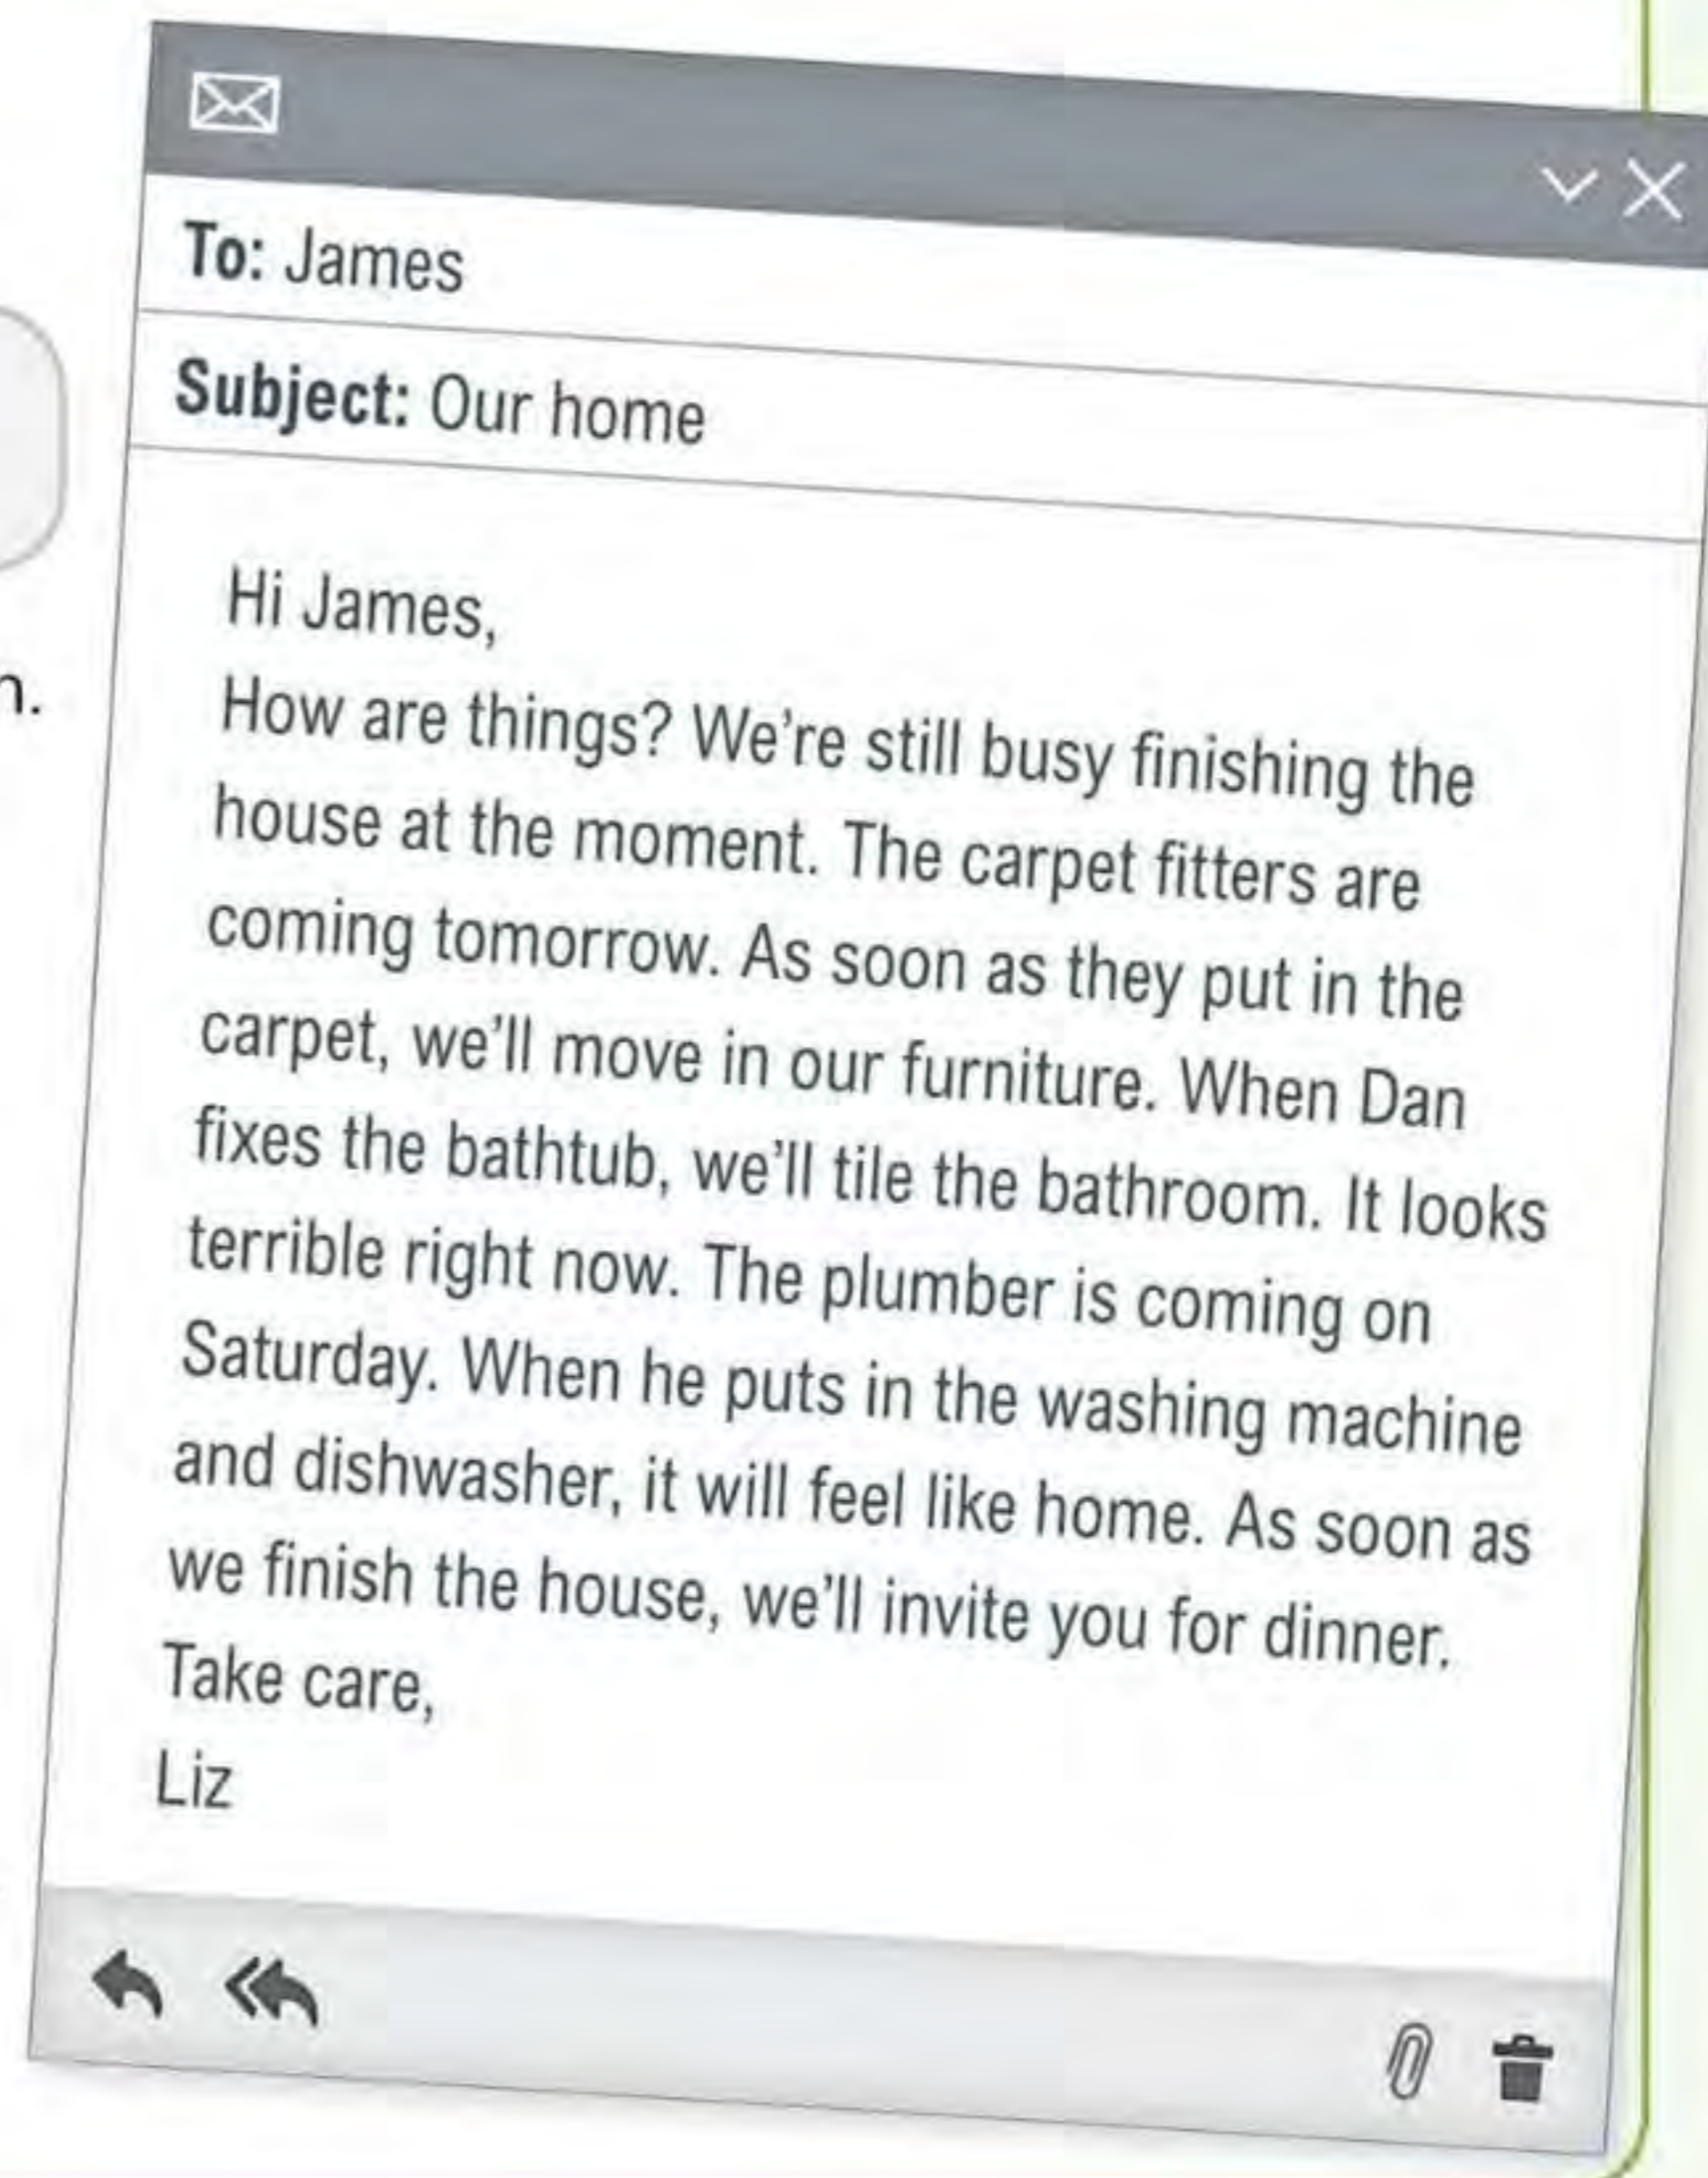 To: James
Subject: Our home
Hi James,
How are things? We're still busy finishing the
house at the moment. The carpet fitters are
coming tomorrow. As soon as they put in the
carpet, we'll move in our furniture. When Dan
fixes the bathtub, we'll tile the bathroom. It looks
terrible right now. The plumber is coming on
Saturday. When he puts in the washing machine
and dishwasher, it will feel like home. As soon as
we finish the house, we'll invite you for dinner.
Take care,
Liz